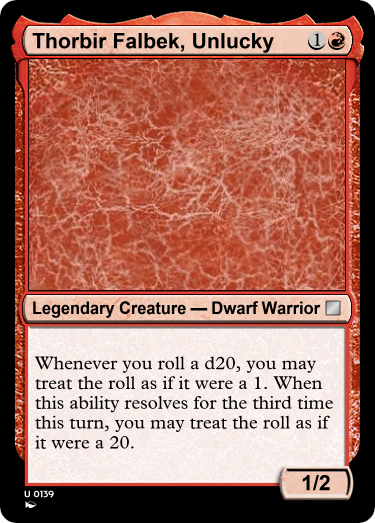 Thorbir Falbek, Unlucky 1
Legendary Creature — Dwarf Warrior
Whenever you roll a d20, you may
treat the roll as if it were a 1. When
this ability resolves for the third time
this turn, you may treat the roll as if
it were a 20.
1/2
U 0139